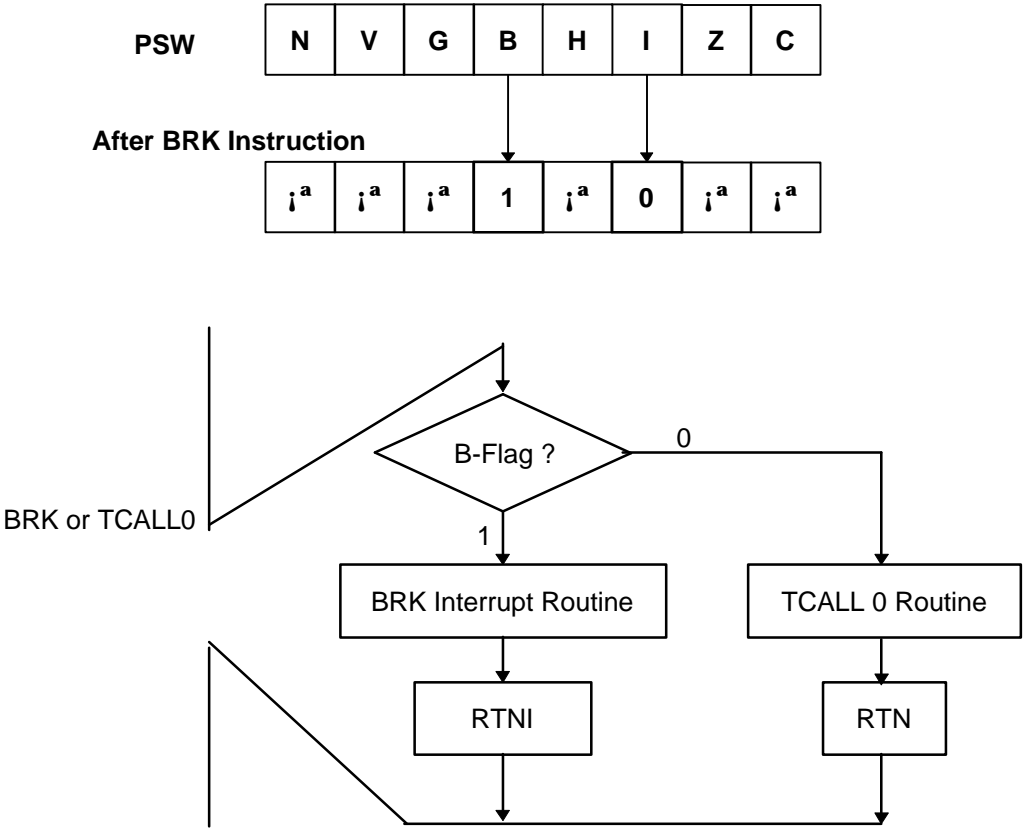 PSW N V G B H I Z C
After BRK Instruction
¡ª ¡ª ¡ª 1 ¡ª 0 ¡ª ¡ª
B-Flag ?
0
BRK or TCALL0
1
BRK Interrupt Routine
TCALL 0 Routine
RTNI
RTN